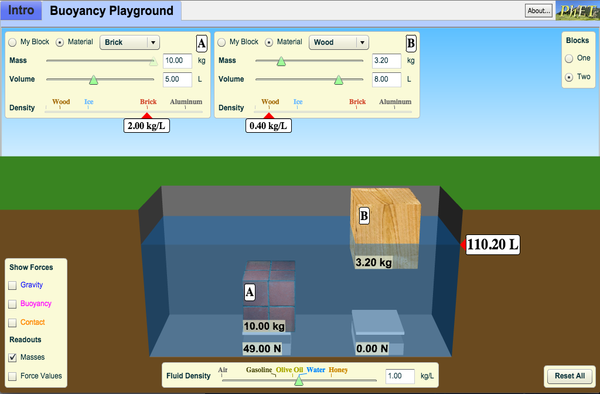 Intro Buoyancy Playground About... PhET
My Block Material Brick A
Mass 10.00 kg
Volume 5.00 L
Density Wood Ice Brick Aluminum
2.00 kg/L
My Block Material Wood B
Mass 3.20 kg
Volume 8.00 L
Density Wood Ice Brick Aluminum
0.40 kg/L
Blocks
One
Two
B
110.20 L
3.20 kg
A
10.00 kg
49.00 N 0.00 N
Show Forces
Gravity
Buoyancy
Contact
Readouts
Masses
Force Values
Air Gasoline Olive Oil Water Honey
Fluid Density 1.00 kg/L
Reset All